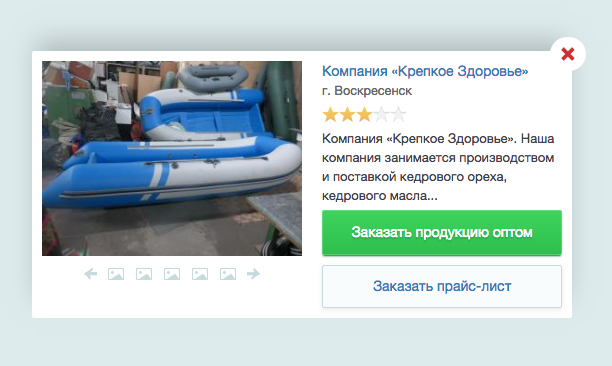 Компания «Крепкое Здоровье»
г. Воскресенск
Компания «Крепкое Здоровье». Наша
компания занимается производством
и поставкой кедрового ореха,
кедрового масла...
Заказать продукцию оптом
Заказать прайс-лист